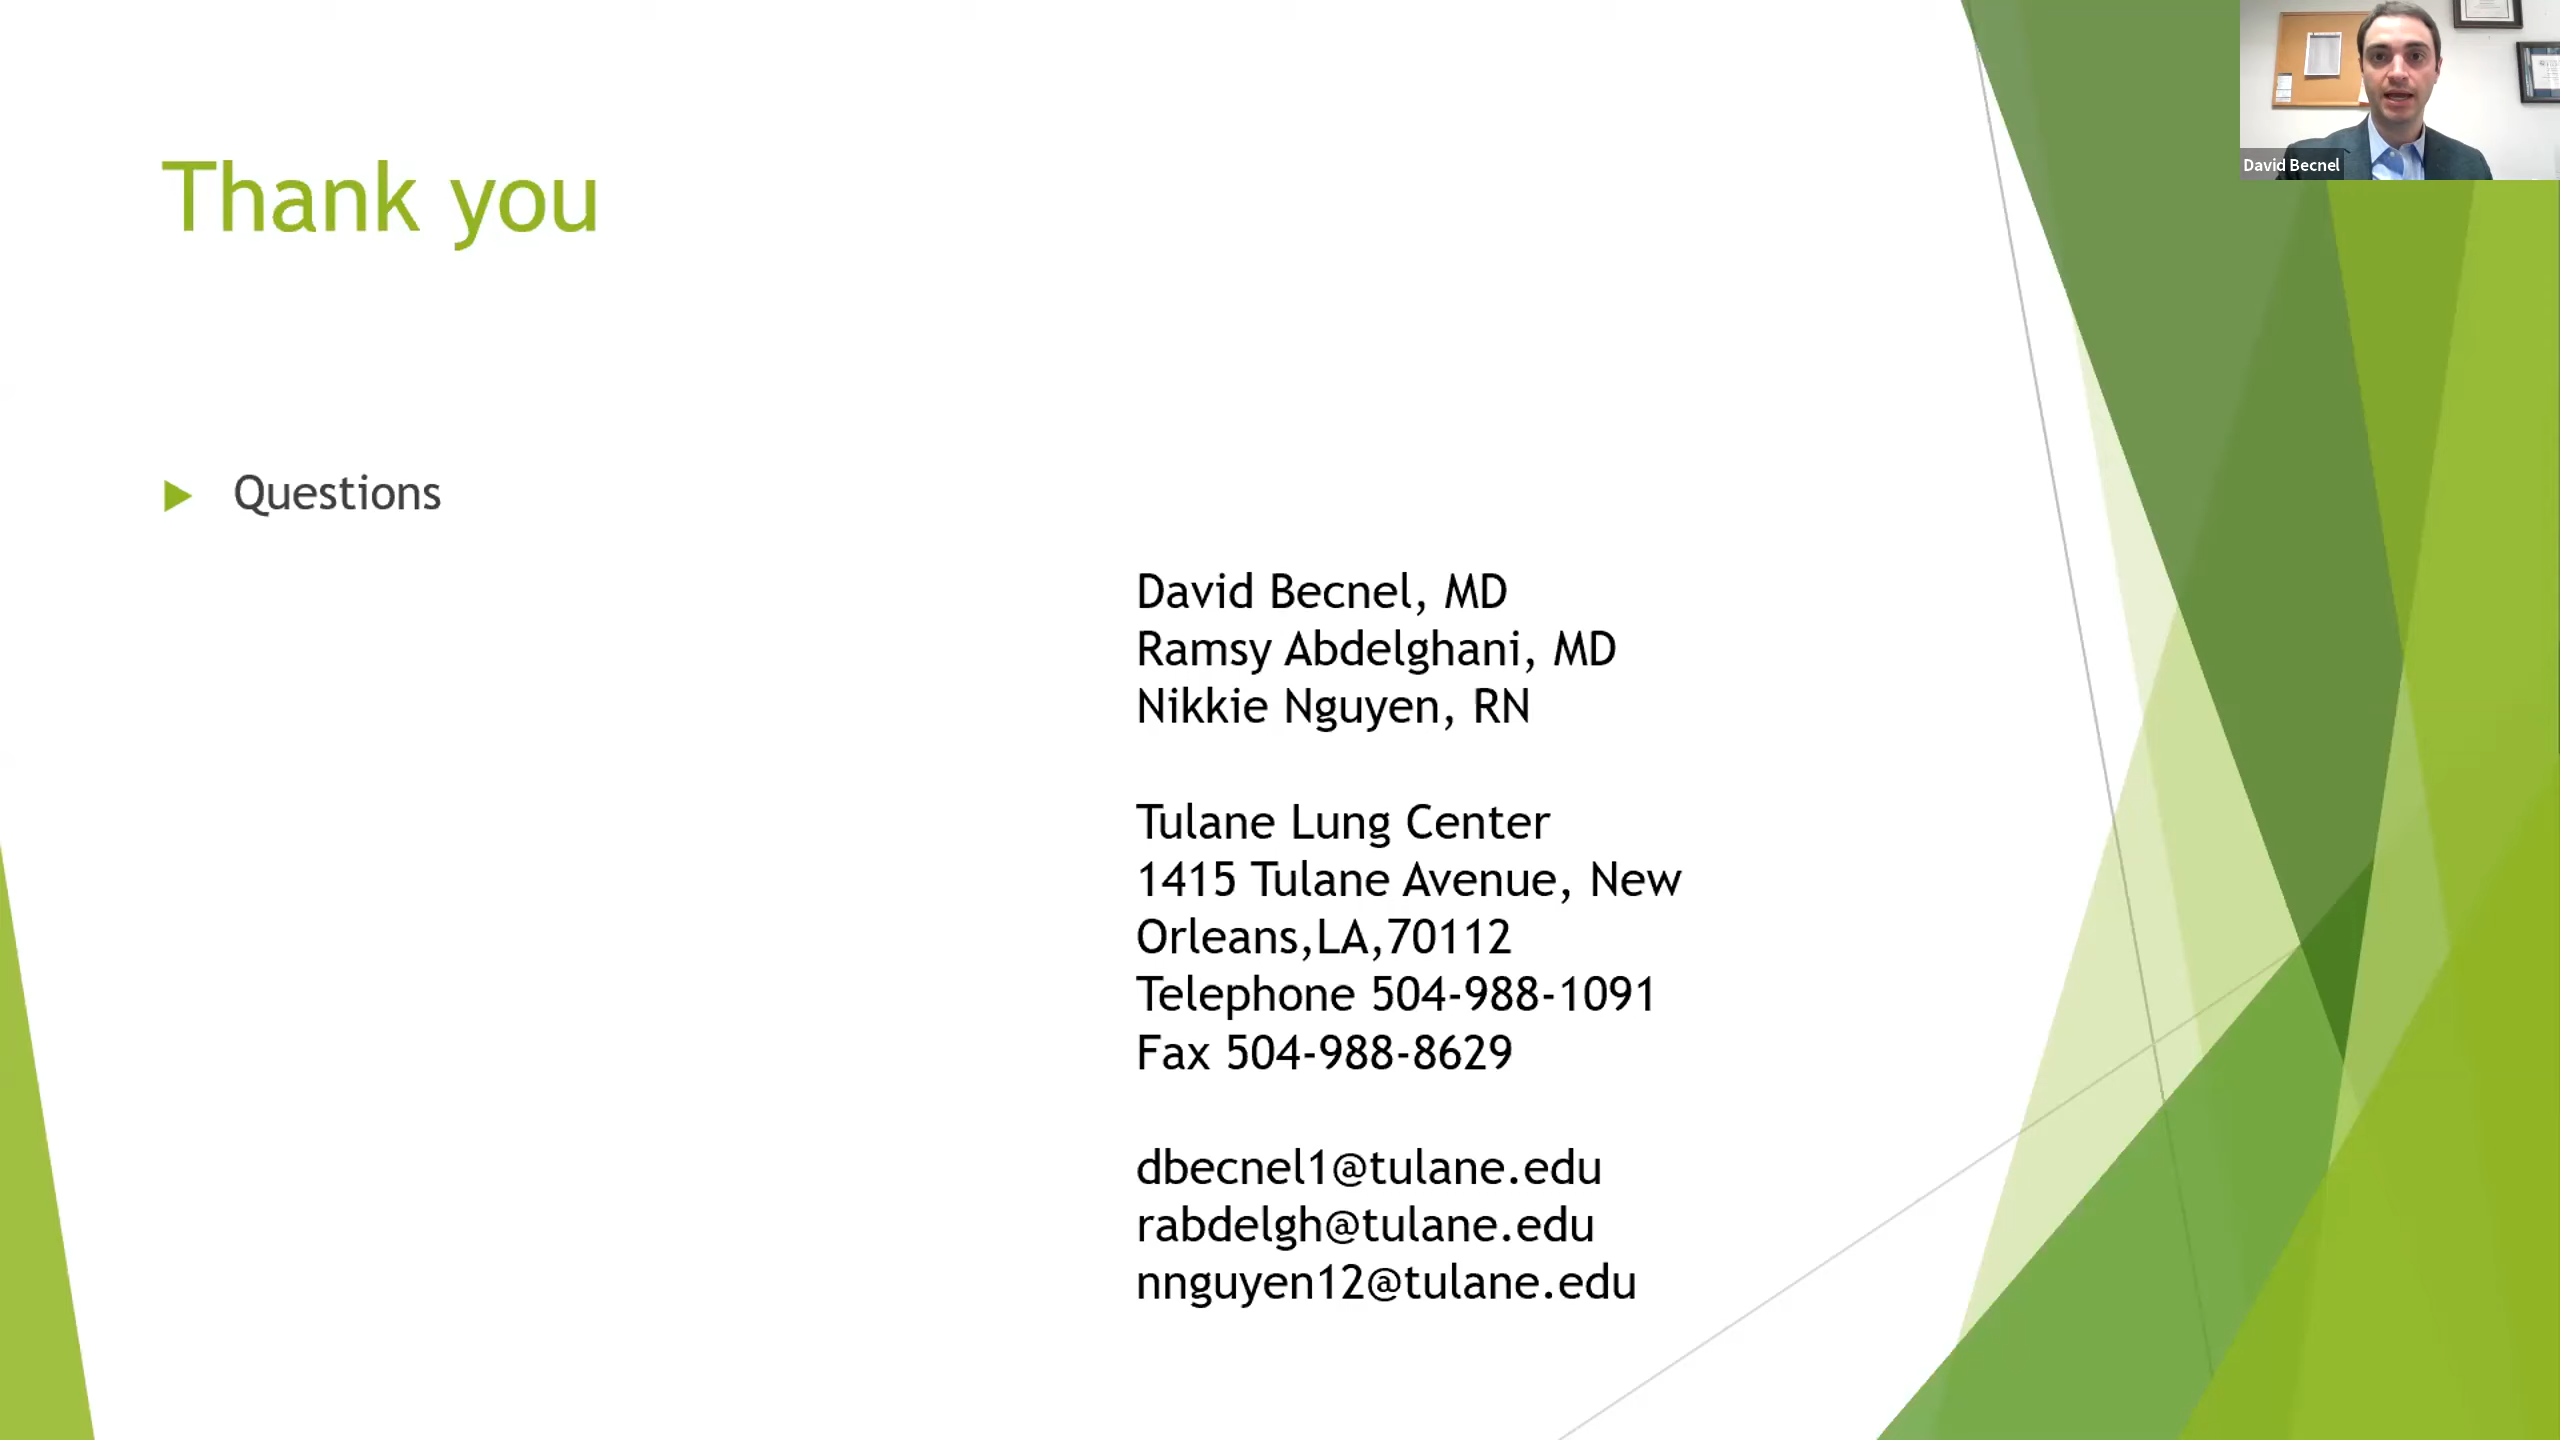 Thank you
Questions
David Becnel, MD
Ramsy Abdelghani, MD
Nikkie Nguyen, RN
Tulane Lung Center
1415 Tulane Avenue, New
Orleans,LA,70112
Telephone 504-988-1091
Fax 504-988-8629
dbecnel1@tulane.edu
rabdelgh@tulane.edu
nnguyen12@tulane.edu
David Becnel